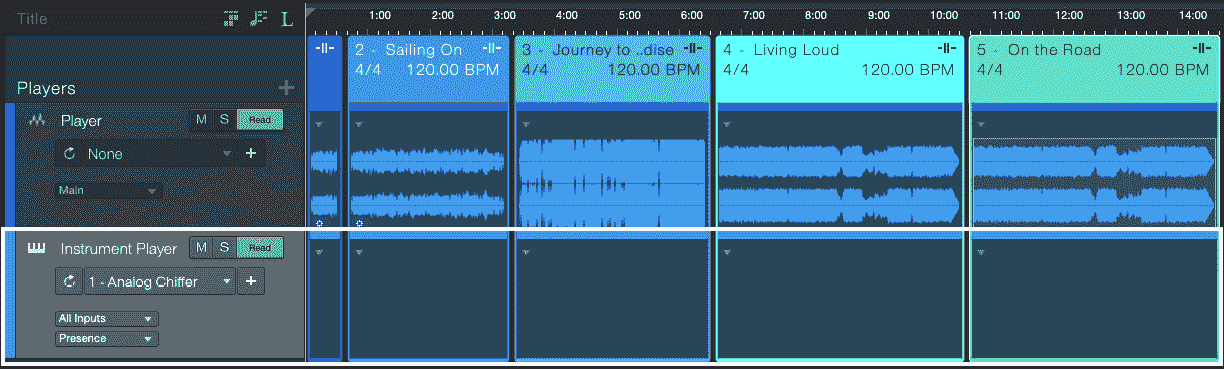 Title L 1:00 2:00 3:00 4:00 5:00 6:00 7:00 8:00 9:00 10:00 11:00 12:00 13:00 14:00
2 - Sailing On 3 - Journey to ..dise 4 - Living Loud 5 - On the Road
4/4 120.00 BPM 4/4 120.00 BPM 4/4 120.00 BPM 4/4 120.00 BPM
Players
Player M S Read
None
Main
Instrument Player M S Read
1 - Analog Chiffer
All Inputs
Presence